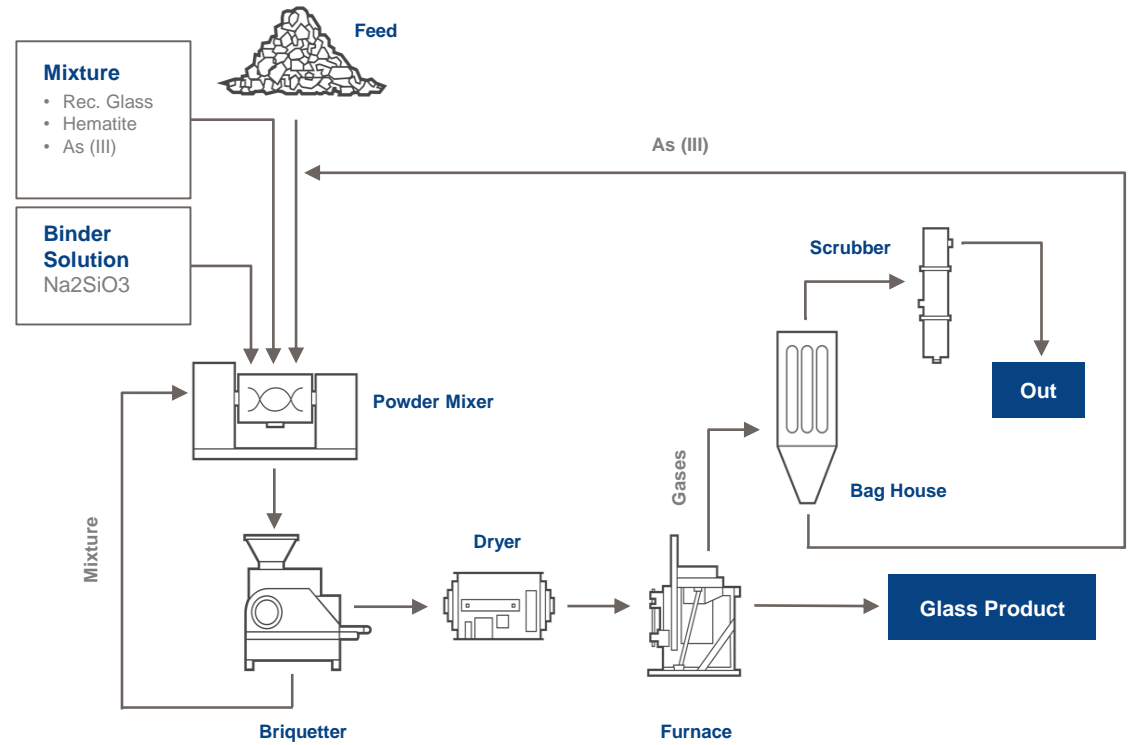 Feed
Mixture
• Rec. Glass
• Hematite
• As (III)
As (III)
Binder
Solution
Na2SiO3
Scrubber
Out
Powder Mixer
Gases
Bag House
Mixture
Dryer
Glass Product
Briquetter
Furnace